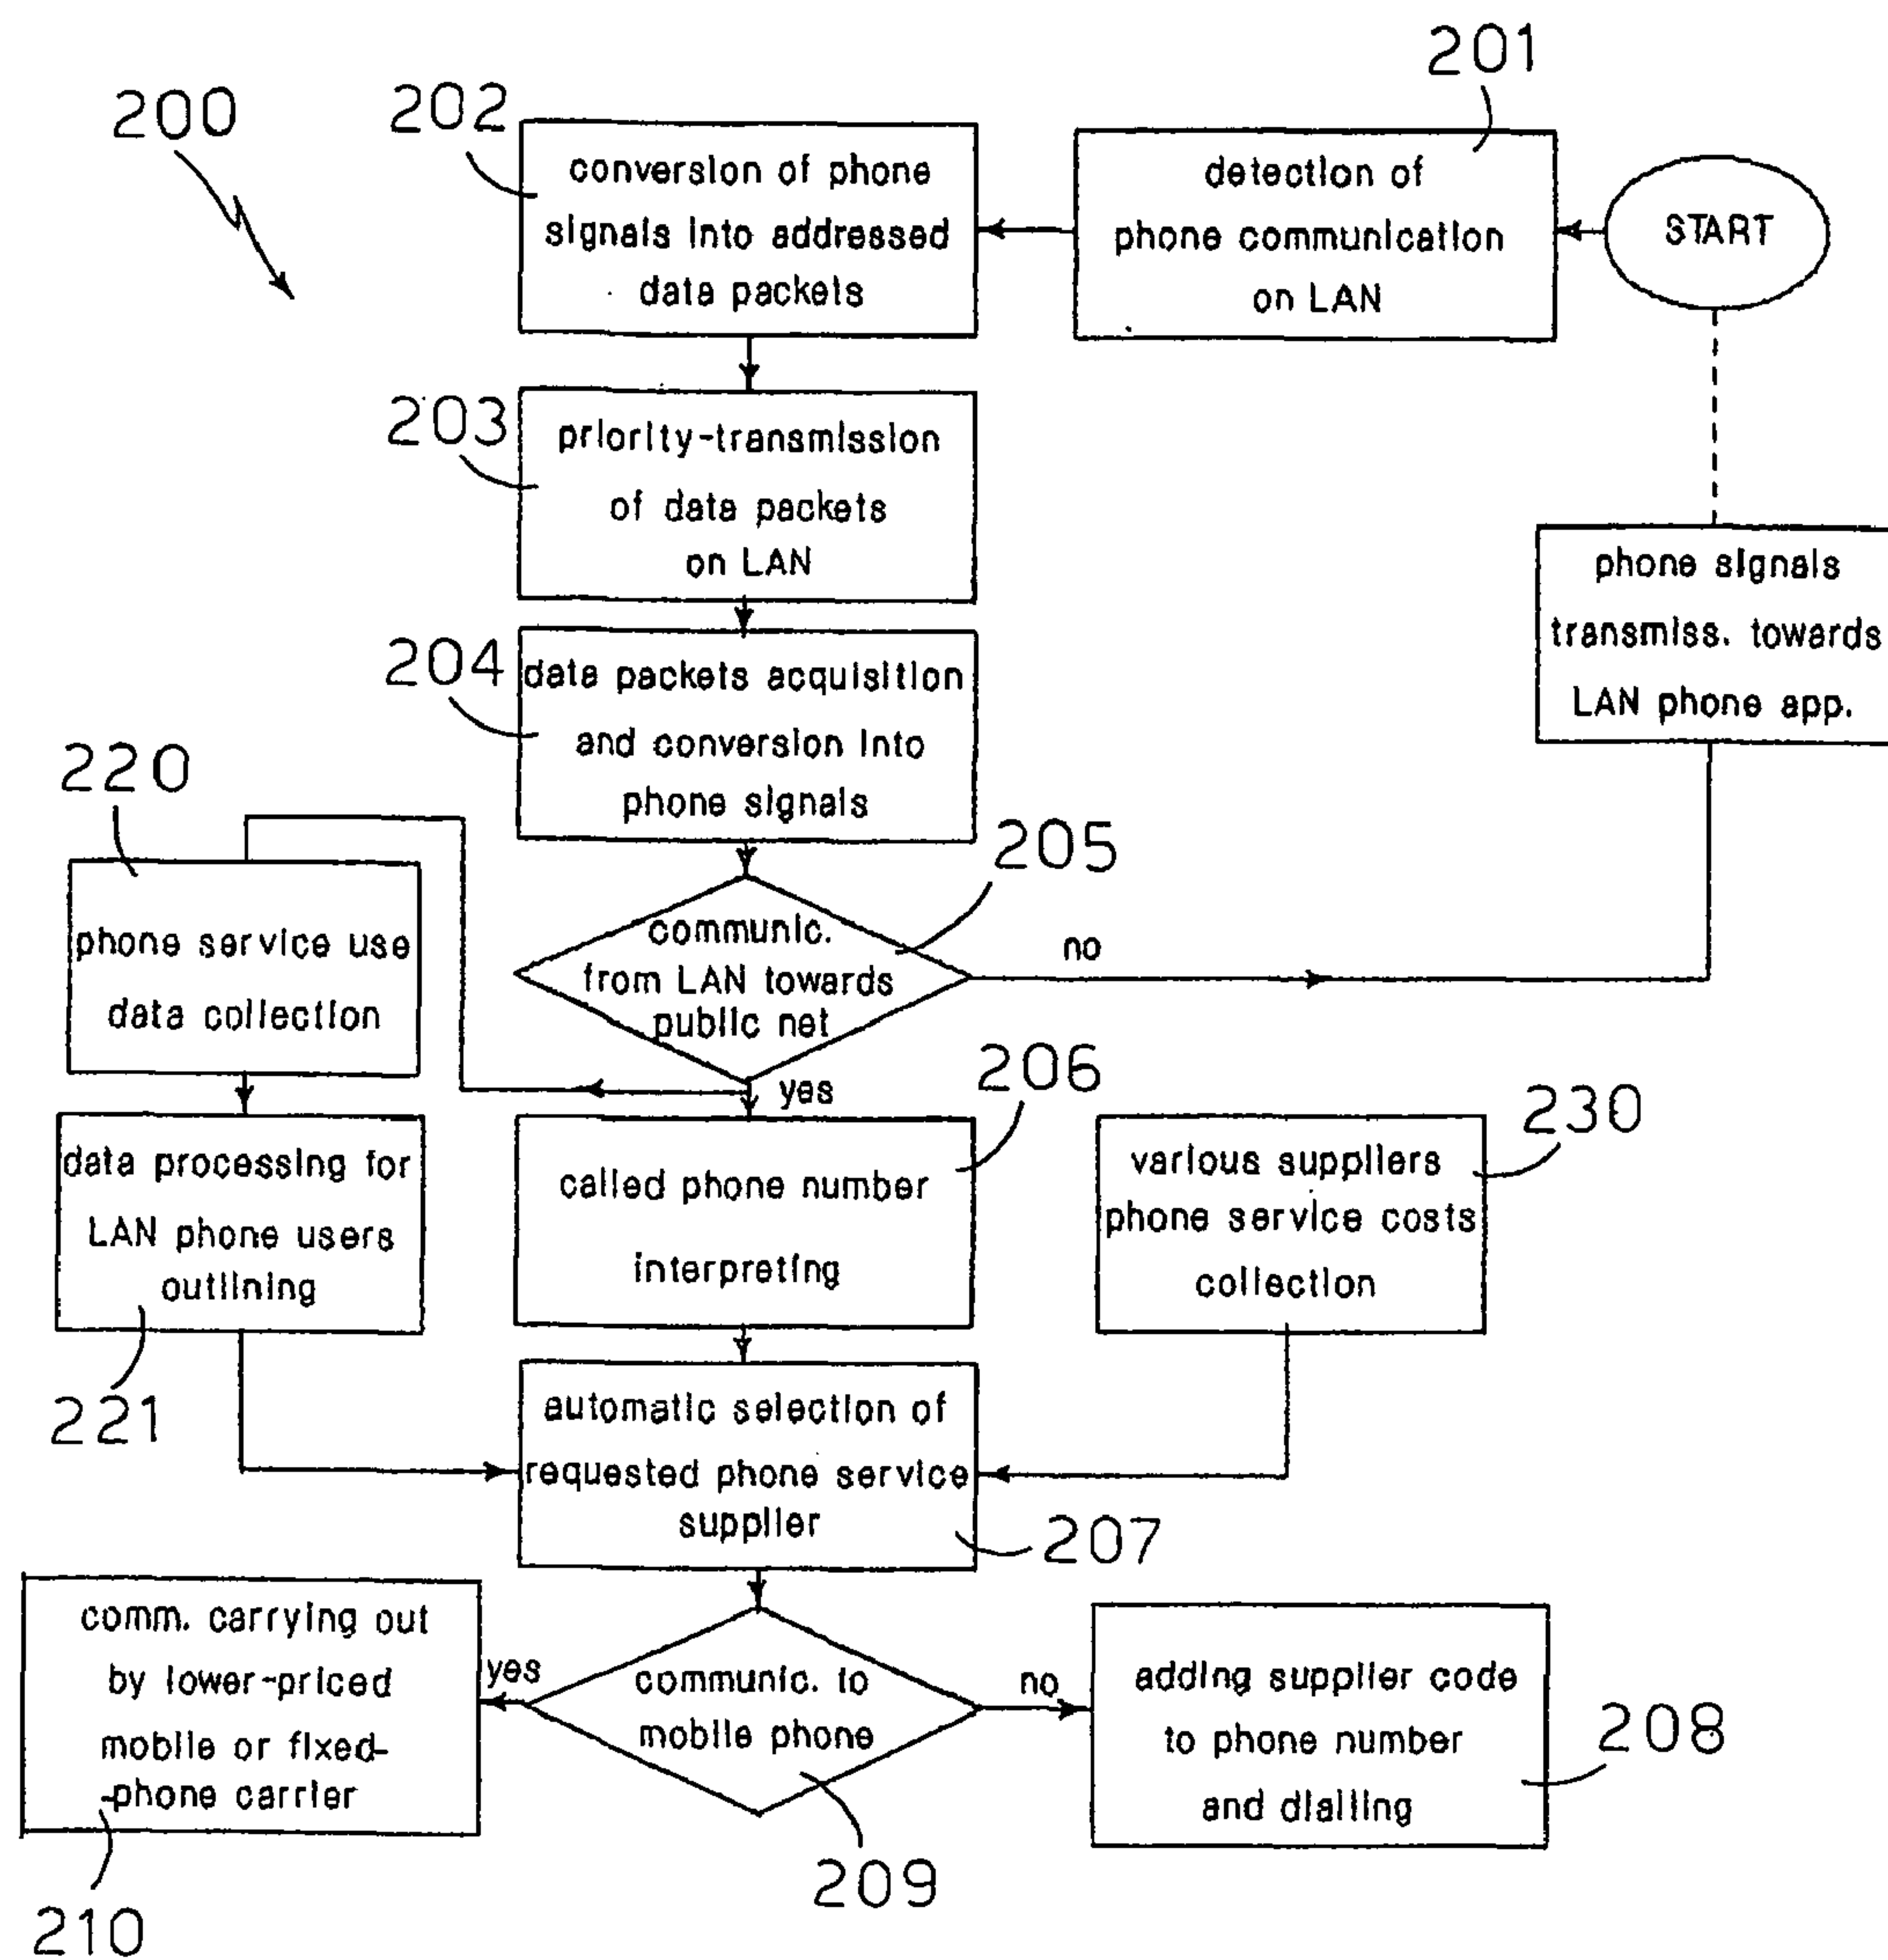 200
201
202
conversion of phone
signals into addressed
data packets
detection of
phone communication
on LAN
START
203
priority-transmission
of data packets
on LAN
phone signals
transmiss. towards
LAN phone app.
204
data packets acquisition
and conversion into
phone signals
220
phone service use
data collection
205
communic.
from LAN towards
public net
no
yes
221
data processing for
LAN phone users
outlining
206
called phone number
interpreting
230
various suppliers
phone service costs
collection
automatic selection of
requested phone service
supplier
207
comm. carrying out
by lower-priced
mobile or fixed-
-phone carrier
yes
communic. to
mobile phone
no
adding supplier code
to phone number
and dialling
208
209
210